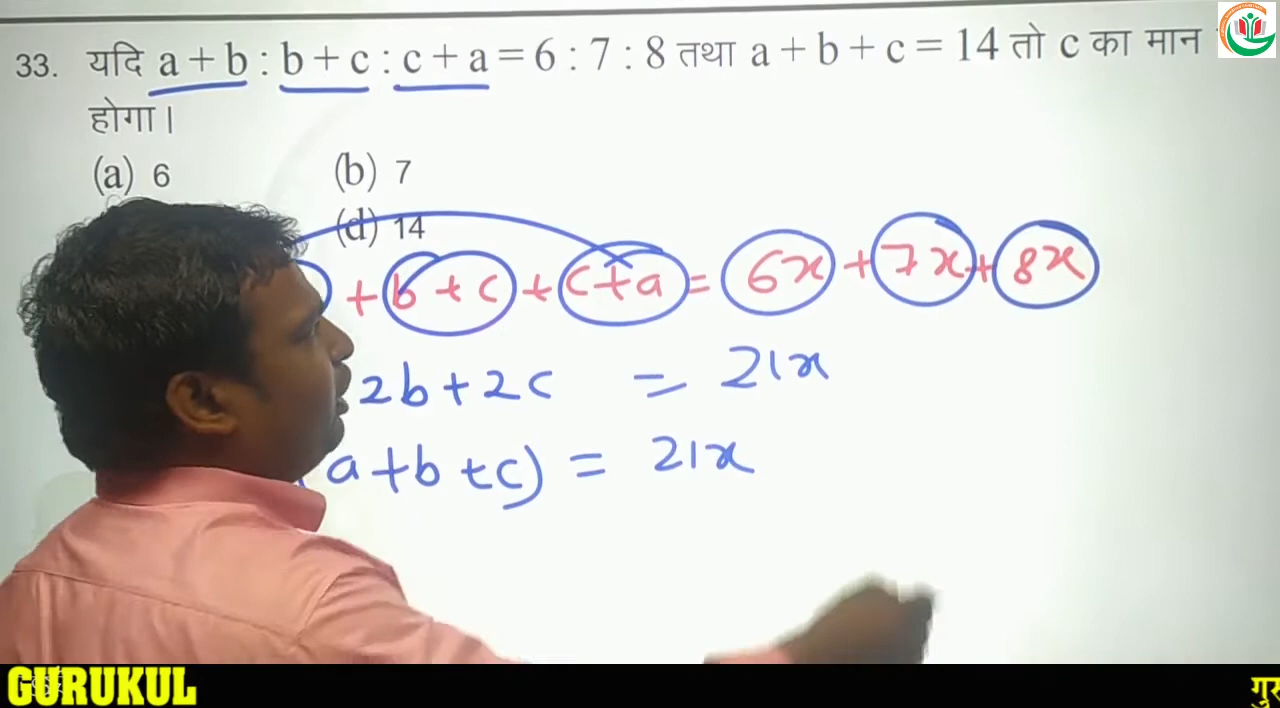 33. यदि a + b : b + c : c + a = 6 : 7 : 8 तथा a + b + c = 14 तो c का मान
होगा।
(a) 6 (b) 7
(d) 14
+ b + c + c + a = 6x + 7x + 8x
2b + 2c = 21x
(a + b + c) = 21x
GURUKUL